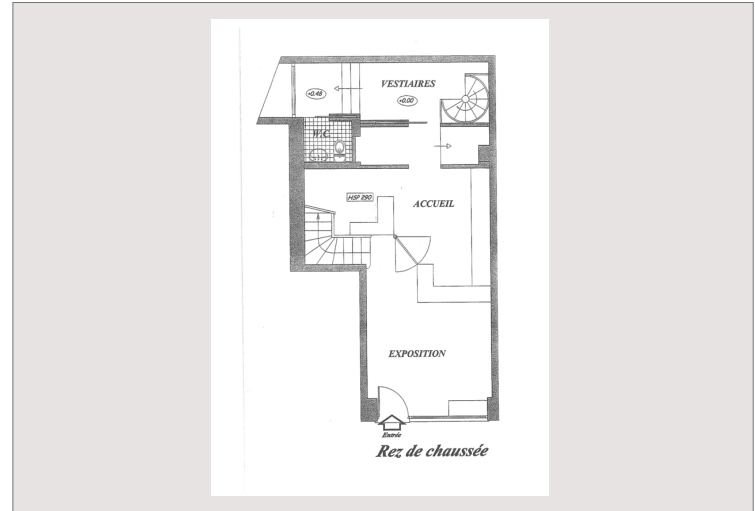 VESTIAIRES
+0.48
+0.00
W.C.
HSP 290
ACCUEIL
EXPOSITION
Entrée
Rez de chaussée